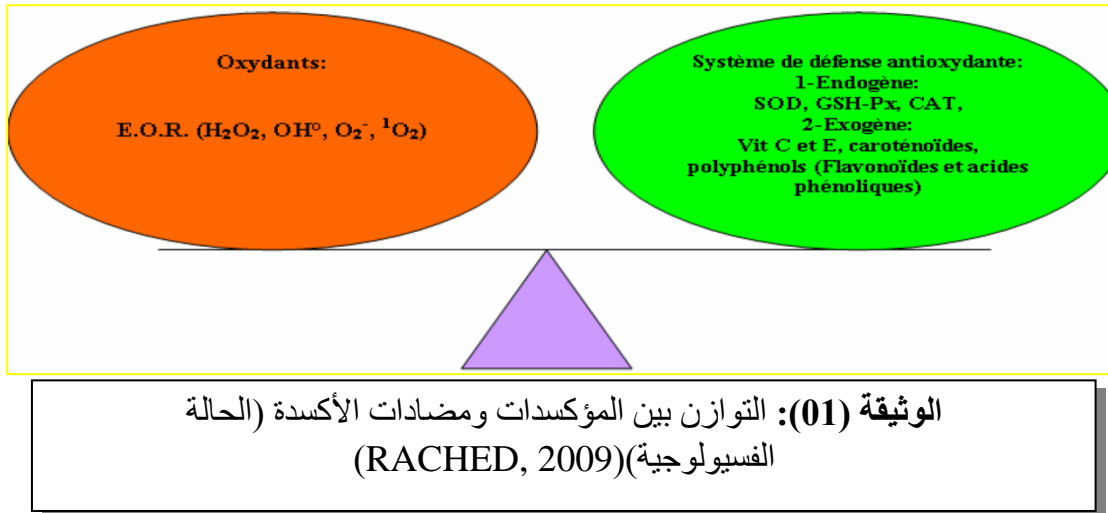 Oxydants:
E.O.R. (H₂O₂, OH°, O₂⁻, ¹O₂)
Système de défense antioxydante:
1-Endogène:
SOD, GSH-Px, CAT,
2-Exogène:
Vit C et E, caroténoïdes,
polyphénols (Flavonoïdes et acides
phénoliques)
الوثيقة (01): التوازن بين المؤكسدات ومضادات الأكسدة (الحالة
الفسيولوجية)(RACHED, 2009)